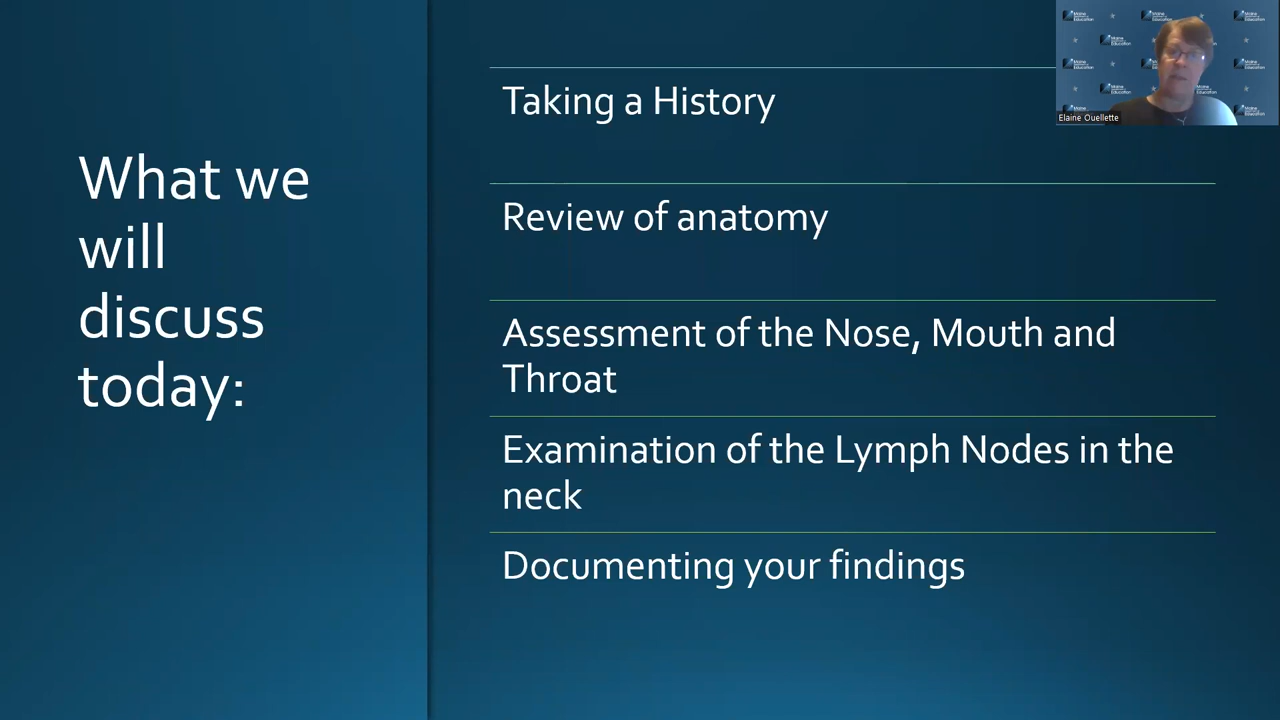 What we
will
discuss
today:
Taking a History
Review of anatomy
Assessment of the Nose, Mouth and
Throat
Examination of the Lymph Nodes in the
neck
Documenting your findings
Elaine Ouellette